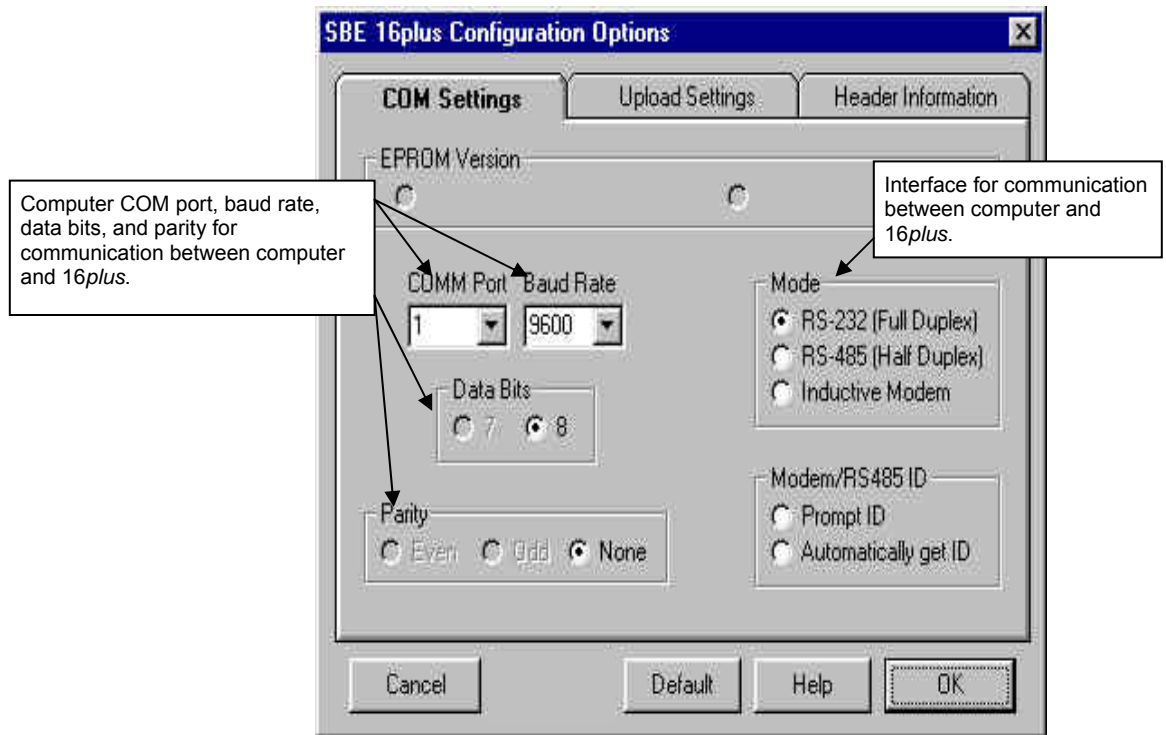 SBE 16plus Configuration Options
COM Settings
Upload Settings
Header Information
EPROM Version
Computer COM port, baud rate,
data bits, and parity for
communication between computer
and 16plus.
Interface for communication
between computer and
16plus.
COMM Port
Baud Rate
1
9600
Mode
RS-232 (Full Duplex)
RS-485 (Half Duplex)
Inductive Modem
Data Bits
7
8
Modem/RS485 ID
Prompt ID
Automatically get ID
Parity
Even
Odd
None
Cancel
Default
Help
OK